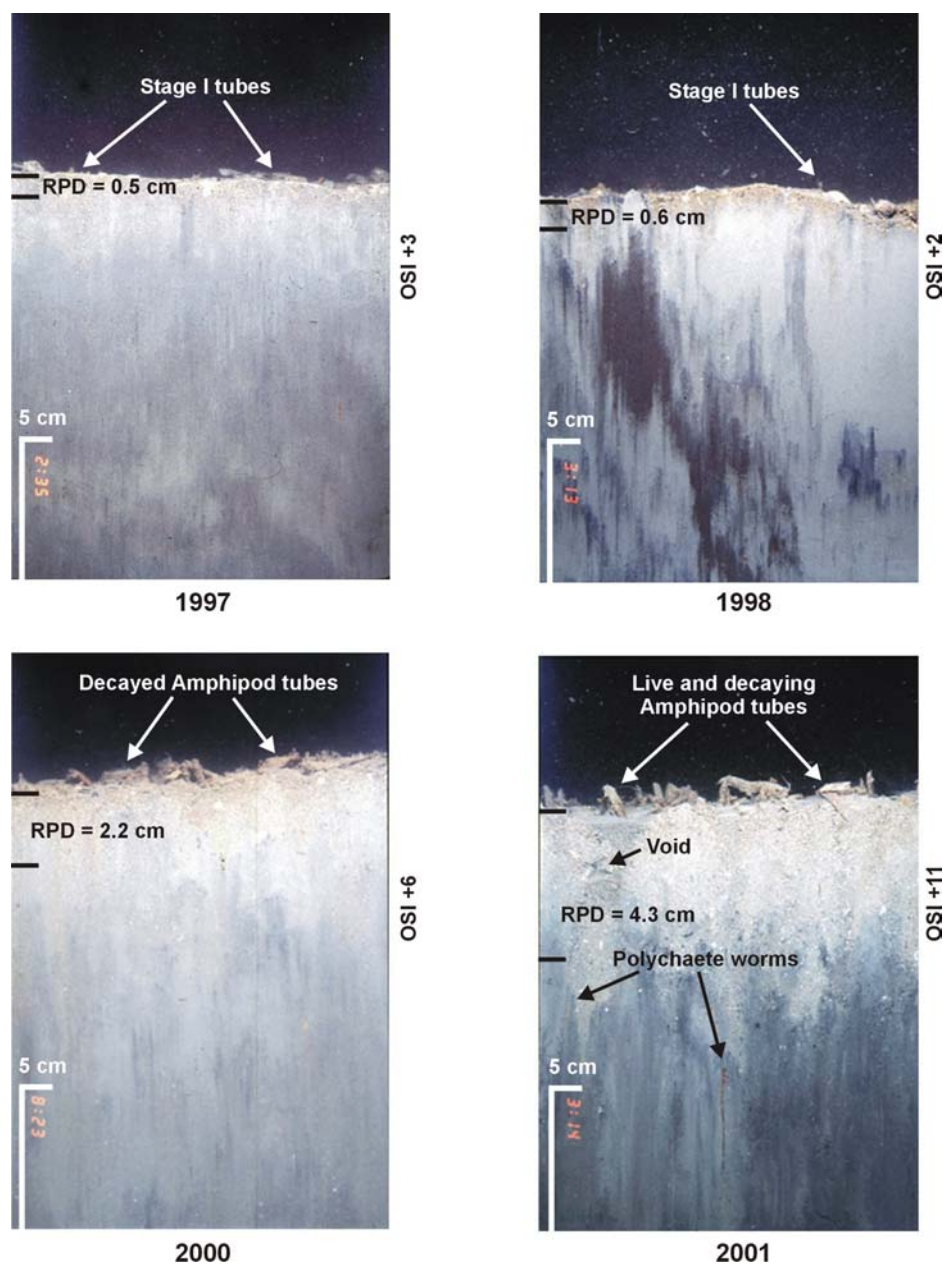 Stage I tubes
RPD = 0.5 cm
OSI +3
5 cm
2:35
1997
Stage I tubes
RPD = 0.6 cm
OSI +2
5 cm
3:13
1998
Decayed Amphipod tubes
RPD = 2.2 cm
OSI +6
5 cm
8:23
2000
Live and decaying
Amphipod tubes
Void
RPD = 4.3 cm
Polychaete worms
OSI +11
5 cm
3:14
2001